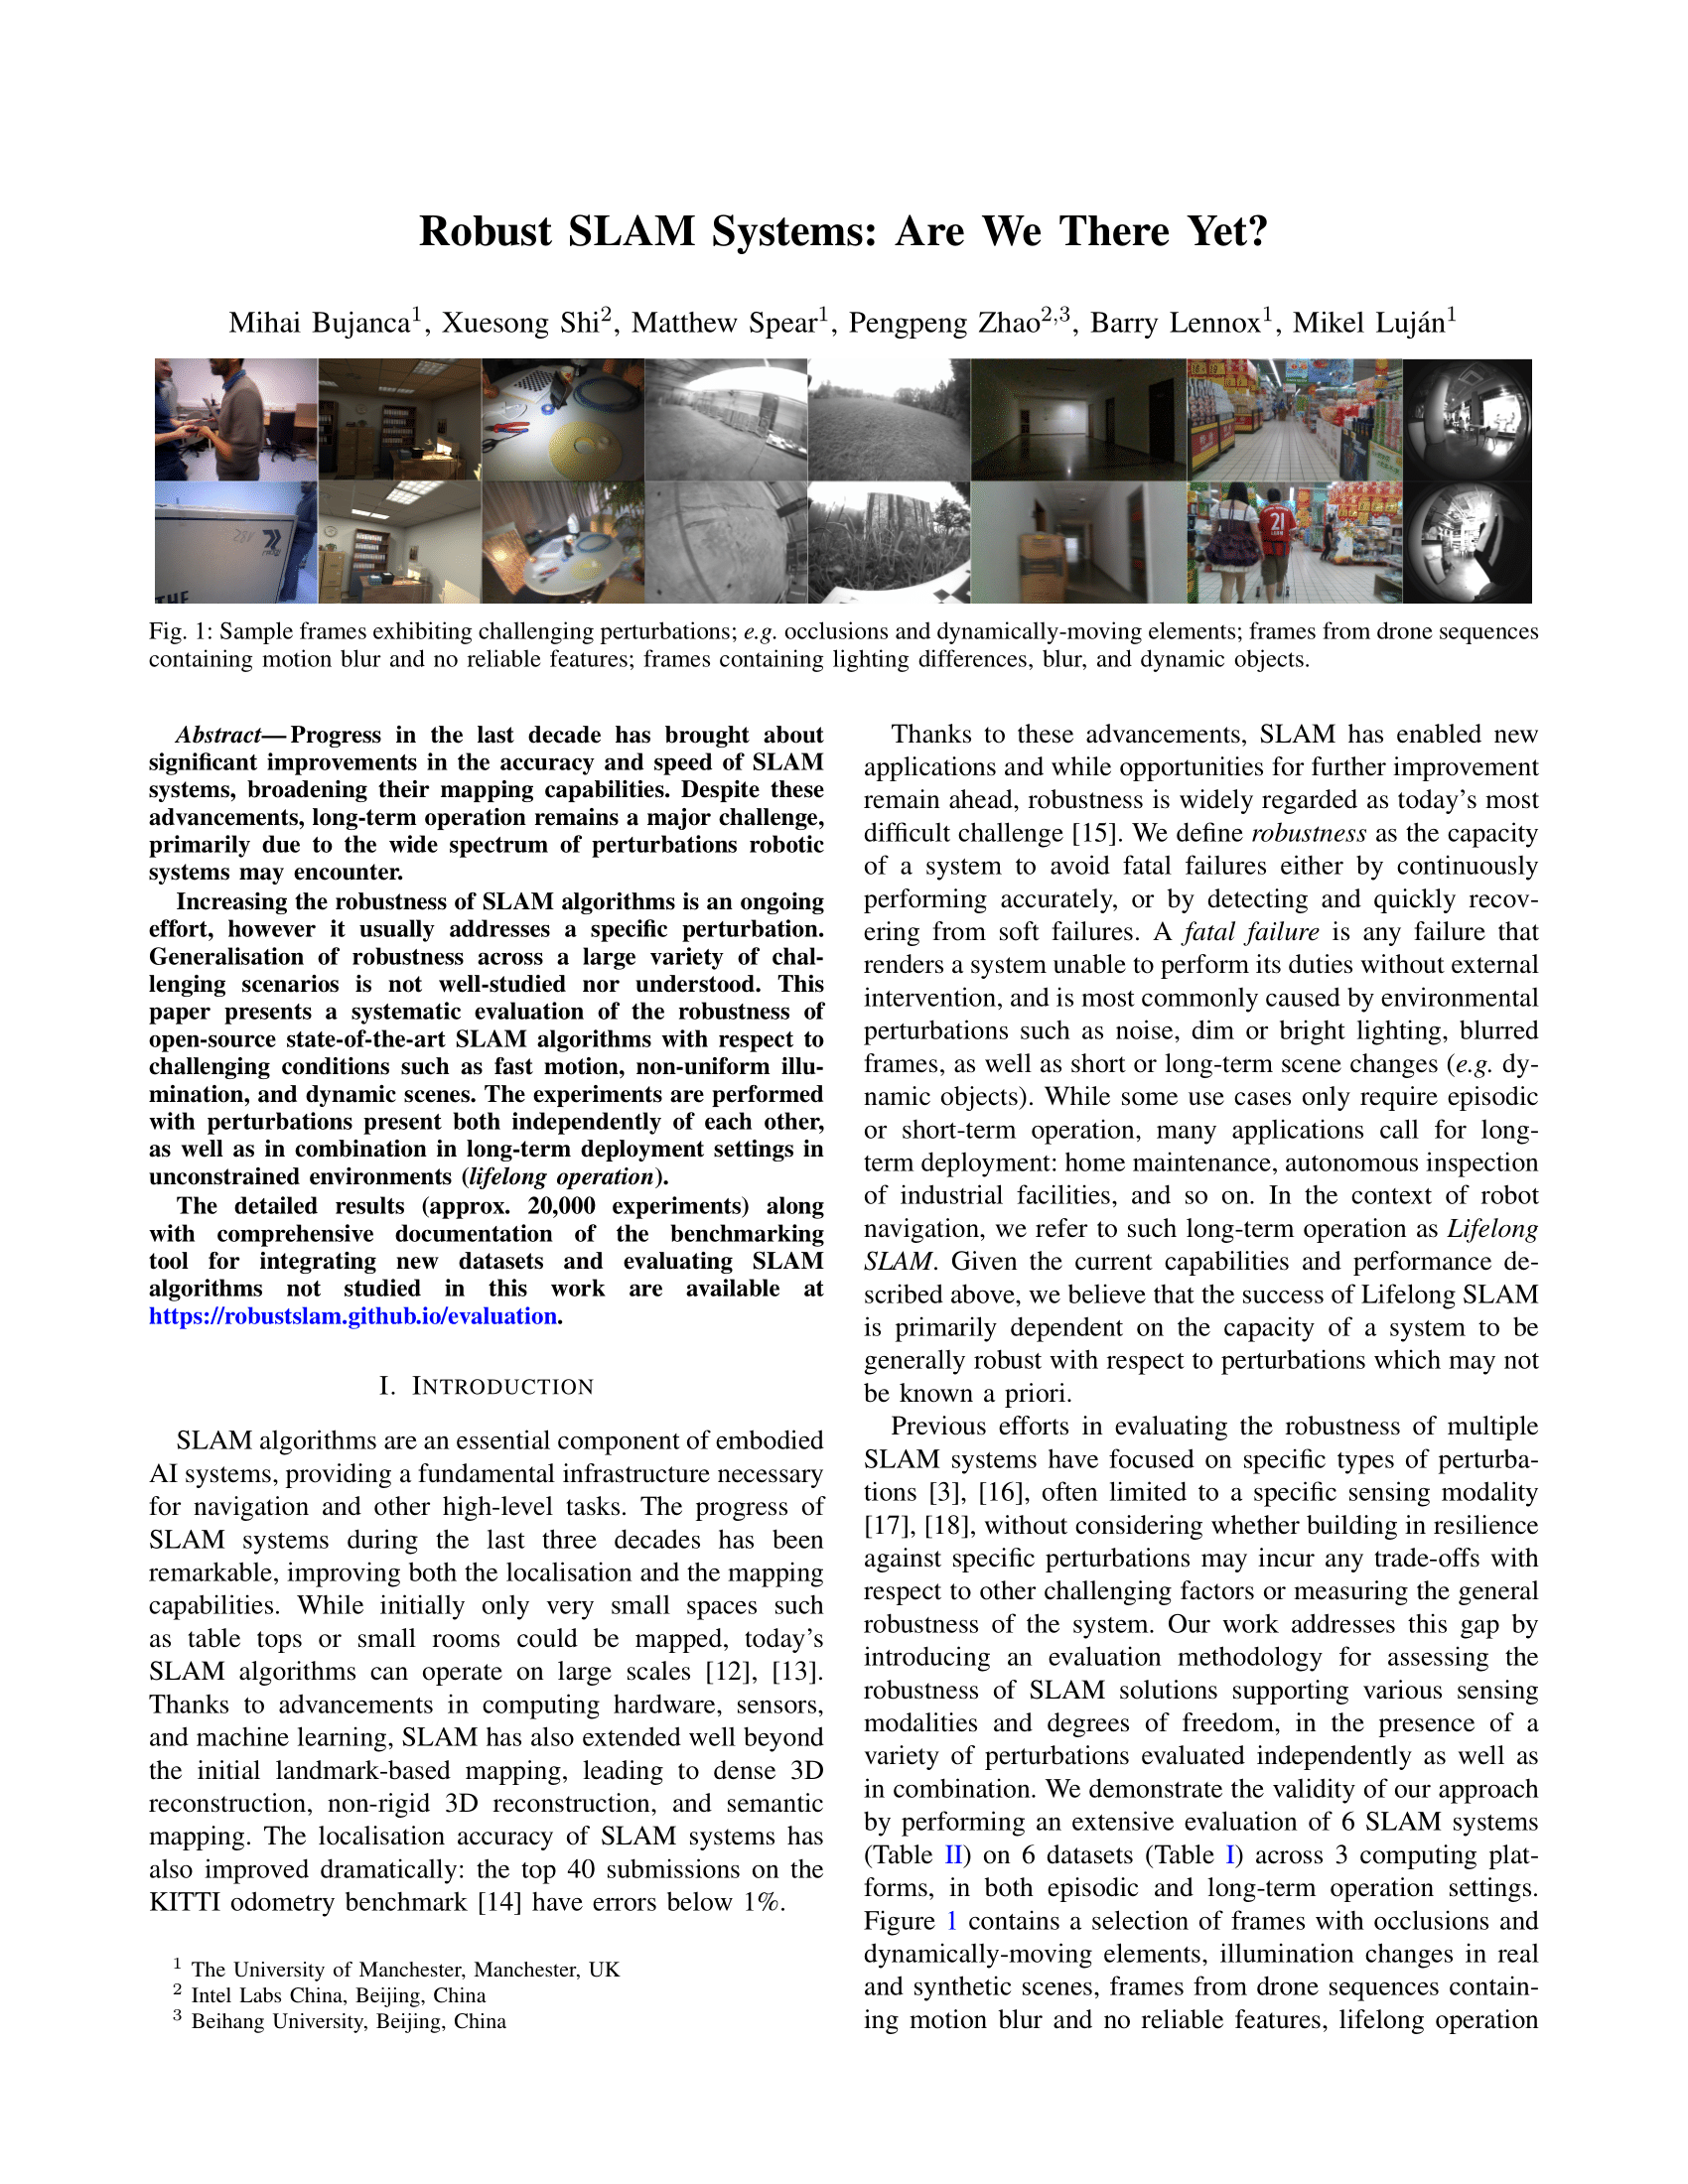 Robust SLAM Systems: Are We There Yet?
Mihai Bujanca1, Xuesong Shi2, Matthew Spear1, Pengpeng Zhao2,3, Barry Lennox1, Mikel Luján1
21
THE
Fig. 1: Sample frames exhibiting challenging perturbations; e.g. occlusions and dynamically-moving elements; frames from drone sequences
containing motion blur and no reliable features; frames containing lighting differences, blur, and dynamic objects.
Abstract— Progress in the last decade has brought about
significant improvements in the accuracy and speed of SLAM
systems, broadening their mapping capabilities. Despite these
advancements, long-term operation remains a major challenge,
primarily due to the wide spectrum of perturbations robotic
systems may encounter.
Increasing the robustness of SLAM algorithms is an ongoing
effort, however it usually addresses a specific perturbation.
Generalisation of robustness across a large variety of chal-
lenging scenarios is not well-studied nor understood. This
paper presents a systematic evaluation of the robustness of
open-source state-of-the-art SLAM algorithms with respect to
challenging conditions such as fast motion, non-uniform illu-
mination, and dynamic scenes. The experiments are performed
with perturbations present both independently of each other,
as well as in combination in long-term deployment settings in
unconstrained environments (lifelong operation).
The detailed results (approx. 20,000 experiments) along
with comprehensive documentation of the benchmarking
tool for integrating new datasets and evaluating SLAM
algorithms not studied in this work are available at
https://robustslam.github.io/evaluation.
I. INTRODUCTION
SLAM algorithms are an essential component of embodied
AI systems, providing a fundamental infrastructure necessary
for navigation and other high-level tasks. The progress of
SLAM systems during the last three decades has been
remarkable, improving both the localisation and the mapping
capabilities. While initially only very small spaces such
as table tops or small rooms could be mapped, today's
SLAM algorithms can operate on large scales [12], [13].
Thanks to advancements in computing hardware, sensors,
and machine learning, SLAM has also extended well beyond
the initial landmark-based mapping, leading to dense 3D
reconstruction, non-rigid 3D reconstruction, and semantic
mapping. The localisation accuracy of SLAM systems has
also improved dramatically: the top 40 submissions on the
KITTI odometry benchmark [14] have errors below 1%.
1 The University of Manchester, Manchester, UK
2 Intel Labs China, Beijing, China
3 Beihang University, Beijing, China
Thanks to these advancements, SLAM has enabled new
applications and while opportunities for further improvement
remain ahead, robustness is widely regarded as today's most
difficult challenge [15]. We define robustness as the capacity
of a system to avoid fatal failures either by continuously
performing accurately, or by detecting and quickly recov-
ering from soft failures. A fatal failure is any failure that
renders a system unable to perform its duties without external
intervention, and is most commonly caused by environmental
perturbations such as noise, dim or bright lighting, blurred
frames, as well as short or long-term scene changes (e.g. dy-
namic objects). While some use cases only require episodic
or short-term operation, many applications call for long-
term deployment: home maintenance, autonomous inspection
of industrial facilities, and so on. In the context of robot
navigation, we refer to such long-term operation as Lifelong
SLAM. Given the current capabilities and performance de-
scribed above, we believe that the success of Lifelong SLAM
is primarily dependent on the capacity of a system to be
generally robust with respect to perturbations which may not
be known a priori.
Previous efforts in evaluating the robustness of multiple
SLAM systems have focused on specific types of perturba-
tions [3], [16], often limited to a specific sensing modality
[17], [18], without considering whether building in resilience
against specific perturbations may incur any trade-offs with
respect to other challenging factors or measuring the general
robustness of the system. Our work addresses this gap by
introducing an evaluation methodology for assessing the
robustness of SLAM solutions supporting various sensing
modalities and degrees of freedom, in the presence of a
variety of perturbations evaluated independently as well as
in combination. We demonstrate the validity of our approach
by performing an extensive evaluation of 6 SLAM systems
(Table II) on 6 datasets (Table I) across 3 computing plat-
forms, in both episodic and long-term operation settings.
Figure 1 contains a selection of frames with occlusions and
dynamically-moving elements, illumination changes in real
and synthetic scenes, frames from drone sequences contain-
ing motion blur and no reliable features, lifelong operation